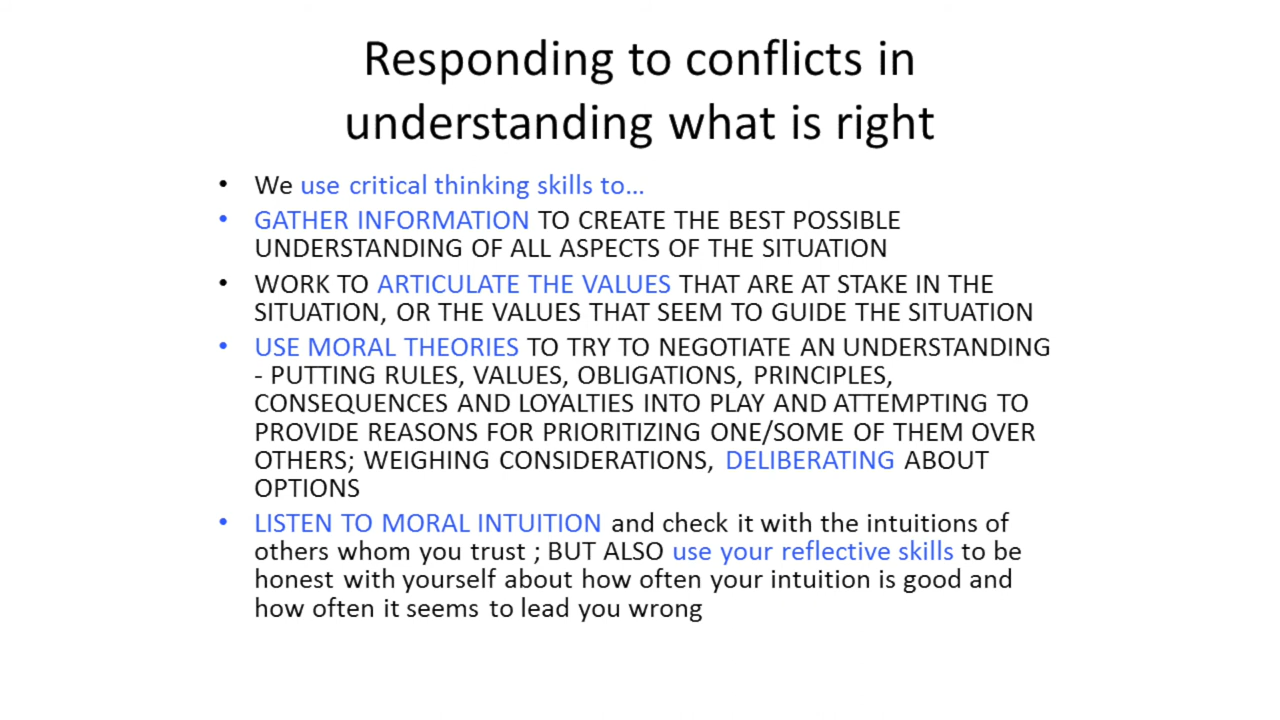 Responding to conflicts in
understanding what is right
• We use critical thinking skills to…
• GATHER INFORMATION TO CREATE THE BEST POSSIBLE
UNDERSTANDING OF ALL ASPECTS OF THE SITUATION
• WORK TO ARTICULATE THE VALUES THAT ARE AT STAKE IN THE
SITUATION, OR THE VALUES THAT SEEM TO GUIDE THE SITUATION
• USE MORAL THEORIES TO TRY TO NEGOTIATE AN UNDERSTANDING
- PUTTING RULES, VALUES, OBLIGATIONS, PRINCIPLES,
CONSEQUENCES AND LOYALTIES INTO PLAY AND ATTEMPTING TO
PROVIDE REASONS FOR PRIORITIZING ONE/SOME OF THEM OVER
OTHERS; WEIGHING CONSIDERATIONS, DELIBERATING ABOUT
OPTIONS
• LISTEN TO MORAL INTUITION and check it with the intuitions of
others whom you trust ; BUT ALSO use your reflective skills to be
honest with yourself about how often your intuition is good and
how often it seems to lead you wrong